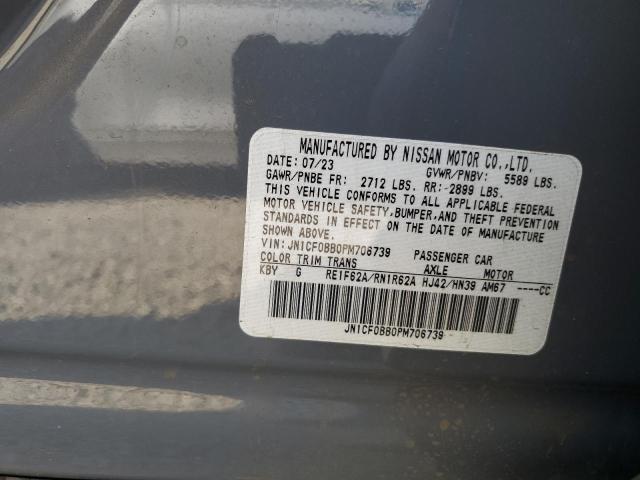 MANUFACTURED BY NISSAN MOTOR CO.,LTD.
DATE: 07/23 GVWR/PNBV: 5589 LBS.
GAWR/PNBE FR: 2712 LBS. RR: 2899 LBS.
THIS VEHICLE CONFORMS TO ALL APPLICABLE FEDERAL
MOTOR VEHICLE SAFETY,BUMPER,AND THEFT PREVENTION
STANDARDS IN EFFECT ON THE DATE OF MANUFACTURE
SHOWN ABOVE.
VIN: JN1CF0BB0PM706739 PASSENGER CAR
COLOR TRIM TRANS AXLE MOTOR
KBY G RE1F62A/RN1R62A HJ42/HN39 AM67 ----CC
JN1CF0BB0PM706739